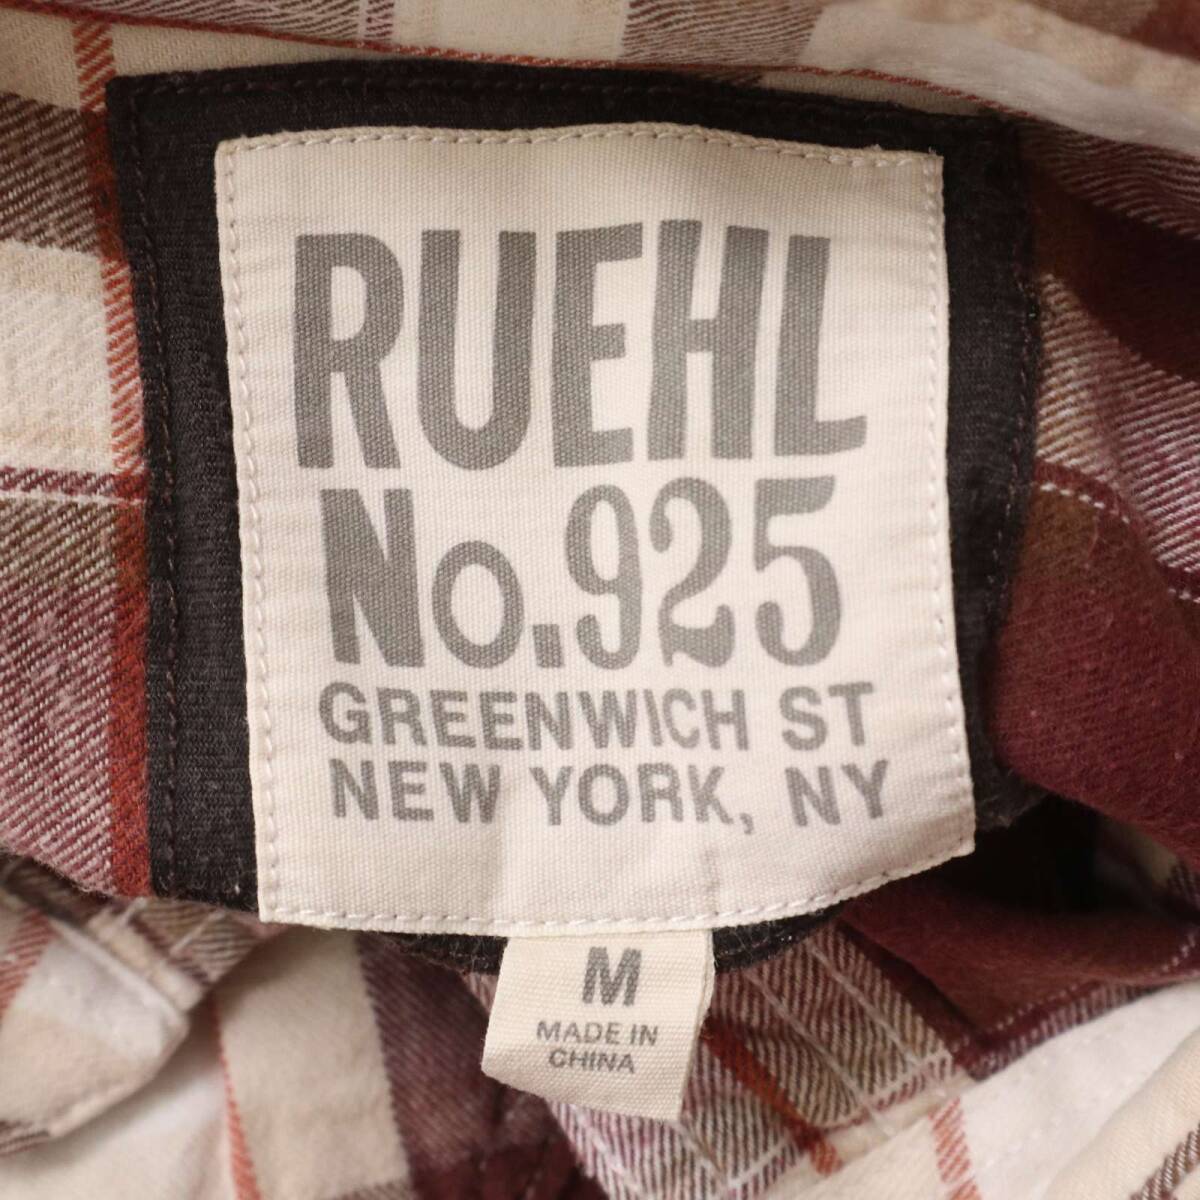 RUEHL
No.925
GREENWICH ST
NEW YORK, NY
M
MADE IN
CHINA